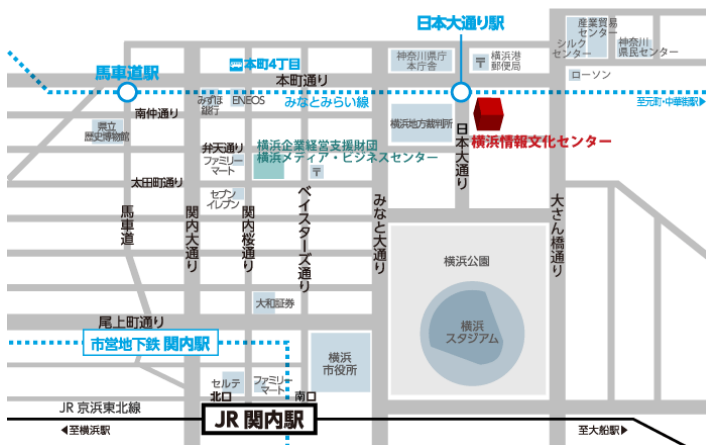 日本大通り駅
産業貿易
センター
シルク
センター
神奈川
県民センター
神奈川県庁
本庁舎
横浜港
郵便局
本町4丁目
馬車道駅
本町通り
ローソン
みずほ
銀行
ENEOS
みなとみらい線
至元町・中華街駅▶
南仲通り
県立
歴史博物館
横浜地方裁判所
日本大通り
横浜情報文化センター
弁天通り
ファミリー
マート
横浜企業経営支援財団
横浜メディア・ビジネスセンター
太田町通り
セブン
イレブン
馬車道
関内大通り
関内桜通り
ベイスターズ通り
みなと大通り
大さん橋通り
横浜公園
大和証券
尾上町通り
横浜
スタジアム
市営地下鉄 関内駅
横浜
市役所
セルテ
ファミリー
マート
北口
南口
JR 京浜東北線
JR 関内駅
◀至横浜駅
至大船駅▶